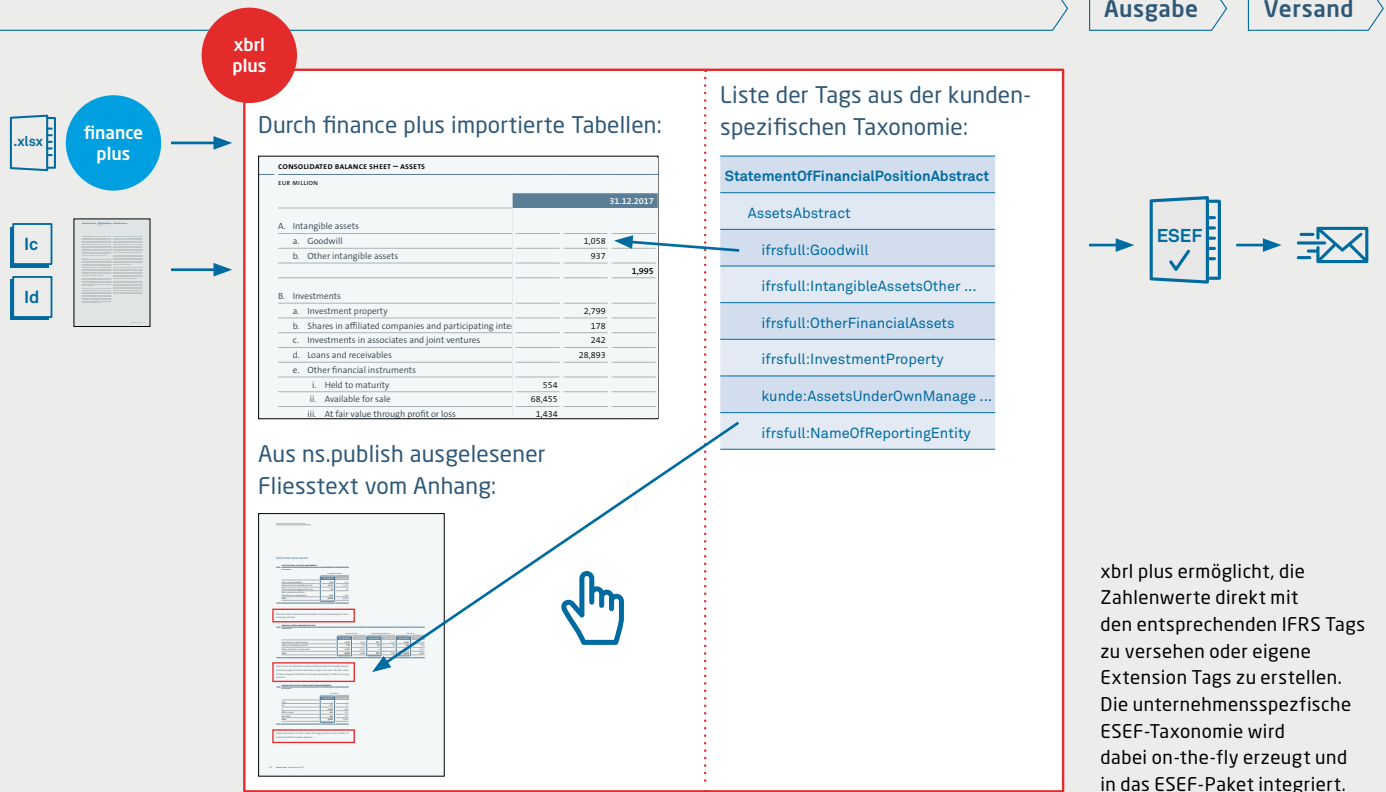 Ausgabe
Versand
xbrl
plus
.xlsx
finance
plus
Ic
Id
Durch finance plus importierte Tabellen:
CONSOLIDATED BALANCE SHEET — ASSETS
EUR MILLION
31.12.2017
A. Intangible assets
a. Goodwill 1,058
b. Other intangible assets 937
1,995
B. Investments
a. Investment property 2,799
b. Shares in affiliated companies and participating inte 178
c. Investments in associates and joint ventures 242
d. Loans and receivables 28,893
e. Other financial instruments
i. Held to maturity 554
ii. Available for sale 68,455
iii. At fair value through profit or loss 1,434
Aus ns.publish ausgelesener
Fliesstext vom Anhang:
Liste der Tags aus der kunden-
spezifischen Taxonomie:
StatementOfFinancialPositionAbstract
AssetsAbstract
ifrsfull:Goodwill
ifrsfull:IntangibleAssetsOther ...
ifrsfull:OtherFinancialAssets
ifrsfull:InvestmentProperty
kunde:AssetsUnderOwnManage ...
ifrsfull:NameOfReportingEntity
ESEF
xbrl plus ermöglicht, die
Zahlenwerte direkt mit
den entsprechenden IFRS Tags
zu versehen oder eigene
Extension Tags zu erstellen.
Die unternehmensspezfische
ESEF-Taxonomie wird
dabei on-the-fly erzeugt und
in das ESEF-Paket integriert.